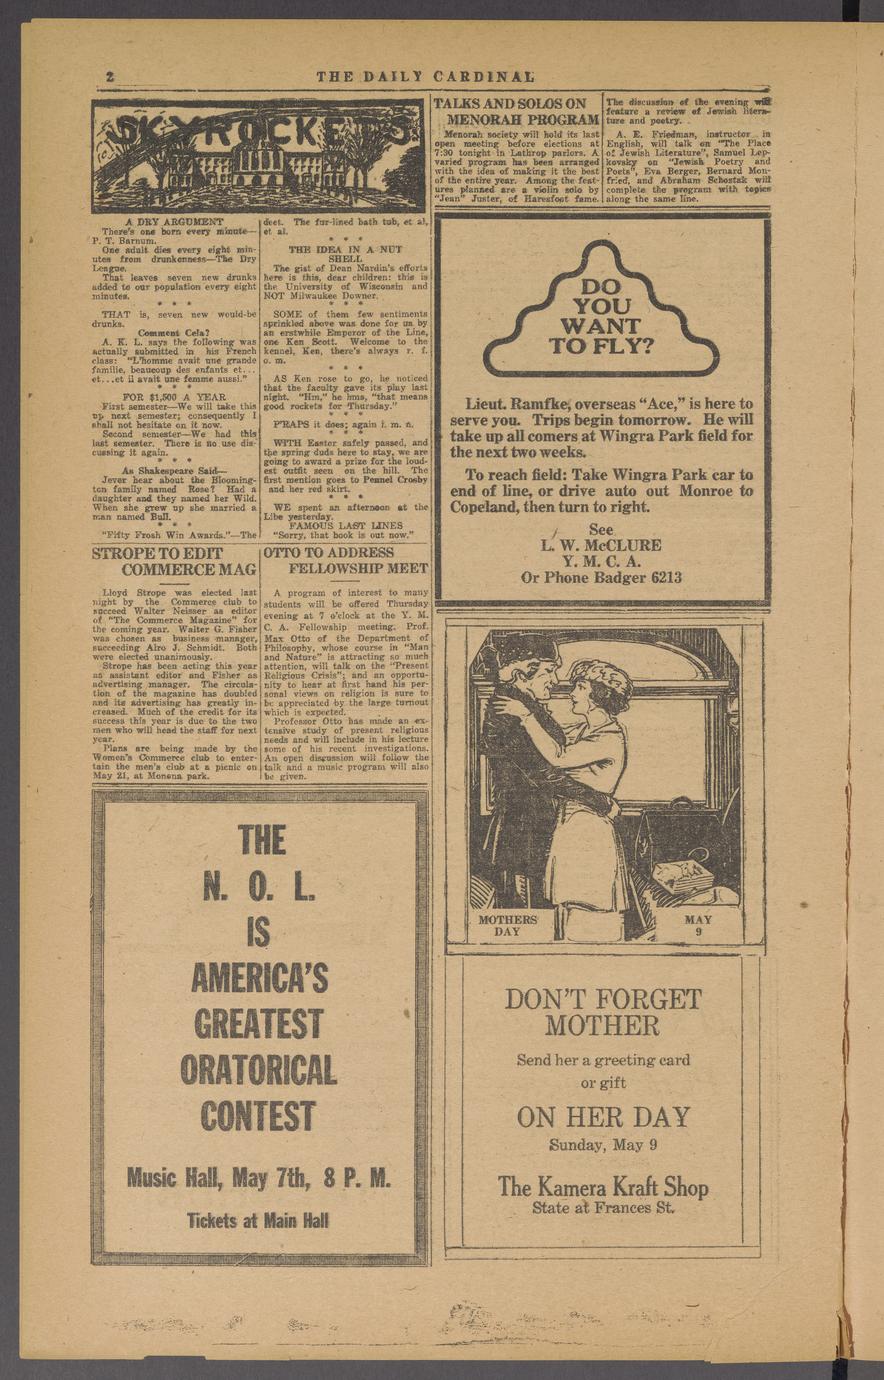 2
THE DAILY CARDINAL
SKYROCKETS
A DRY ARGUMENT
There's one born every minute—
P. T. Barnum.
One adult dies every eight min-
utes from drunkenness—The Dry
League.
That leaves seven new drunks
added to our population every eight
minutes.
* * *
THAT is, seven new would-be
drunks.
Comment Cela?
A. K. L. says the following was
actually submitted in his French
class: "L'homme avait une grande
familie, beaucoup des enfants et...
et...et il avait une femme aussi."
* * *
FOR $1,500 A YEAR
First semester—We will take this
up next semester; consequently I
shall not hesitate on it now.
Second semester—We had this
last semester. There is no use dis-
cussing it again.
* * *
As Shakespeare Said—
Jever hear about the Blooming-
ton family named Rose? Had a
daughter and they named her Wild.
When she grew up she married a
man named Bull.
* * *
"Fifty Frosh Win Awards."—The
deet. The fur-lined bath tub, et al,
et al.
* * *
THE IDEA IN A NUT
SHELL
The gist of Dean Nardin's efforts
here is this, dear children: this is
the University of Wisconsin and
NOT Milwaukee Downer.
* * *
SOME of them few sentiments
sprinkled above was done for us by
an erstwhile Emperor of the Line,
one Ken Scott. Welcome to the
kennel, Ken, there's always r. f.
o. m.
* * *
AS Ken rose to go, he noticed
that the faculty gave its play last
night. "Hm," he hms, "that means
good rockets for Thursday."
* * *
P'RAPS it does; again i. m. n.
* * *
WITH Easter safely passed, and
the spring duds here to stay, we are
going to award a prize for the loud-
est outfit seen on the hill. The
first mention goes to Pennel Crosby
and her red skirt.
* * *
WE spent an afternoon at the
Libe yesterday.
FAMOUS LAST LINES
"Sorry, that book is out now."
STROPE TO EDIT
COMMERCE MAG
Lloyd Strope was elected last
night by the Commerce club to
succeed Walter Neisser as editor
of "The Commerce Magazine" for
the coming year. Walter G. Fisher
was chosen as business manager,
succeeding Alro J. Schmidt. Both
were elected unanimously.
Strope has been acting this year
as assistant editor and Fisher as
advertising manager. The circula-
tion of the magazine has doubled
and its advertising has greatly in-
creased. Much of the credit for its
success this year is due to the two
men who will head the staff for next
year.
Plans are being made by the
Women's Commerce club to enter-
tain the men's club at a picnic on
May 21, at Monona park.
OTTO TO ADDRESS
FELLOWSHIP MEET
A program of interest to many
students will be offered Thursday
evening at 7 o'clock at the Y. M.
C. A. Fellowship meeting. Prof.
Max Otto of the Department of
Philosophy, whose course in "Man
and Nature" is attracting so much
attention, will talk on the "Present
Religious Crisis"; and an opportu-
nity to hear at first hand his per-
sonal views on religion is sure to
be appreciated by the large turnout
which is expected.
Professor Otto has made an ex-
tensive study of present religious
needs and will include in his lecture
some of his recent investigations.
An open discussion will follow the
talk and a music program will also
be given.
THE
N. O. L.
IS
AMERICA'S
GREATEST
ORATORICAL
CONTEST
Music Hall, May 7th, 8 P. M.
Tickets at Main Hall
TALKS AND SOLOS ON
MENORAH PROGRAM
Menorah society will hold its last
open meeting before elections at
7:30 tonight in Lathrop parlors. A
varied program has been arranged
with the idea of making it the best
of the entire year. Among the feat-
ures planned are a violin solo by
"Jean" Juster, of Haresfoot fame.
The discussion of the evening will
feature a review of Jewish litera-
ture and poetry.
A. E. Friedman, instructor in
English, will talk on "The Place
of Jewish Literature", Samuel Lep-
kovsky on "Jewish Poetry and
Poets", Eva Berger, Bernard Mon-
fried, and Abraham Schostak will
complete the program with topics
along the same line.
DO
YOU
WANT
TO FLY?
Lieut. Ramfke, overseas "Ace," is here to
serve you. Trips begin tomorrow. He will
take up all comers at Wingra Park field for
the next two weeks.
To reach field: Take Wingra Park car to
end of line, or drive auto out Monroe to
Copeland, then turn to right.
See
L. W. McCLURE
Y. M. C. A.
Or Phone Badger 6213
MOTHERS
DAY
MAY
9
DON'T FORGET
MOTHER
Send her a greeting card
or gift
ON HER DAY
Sunday, May 9
The Kamera Kraft Shop
State at Frances St.